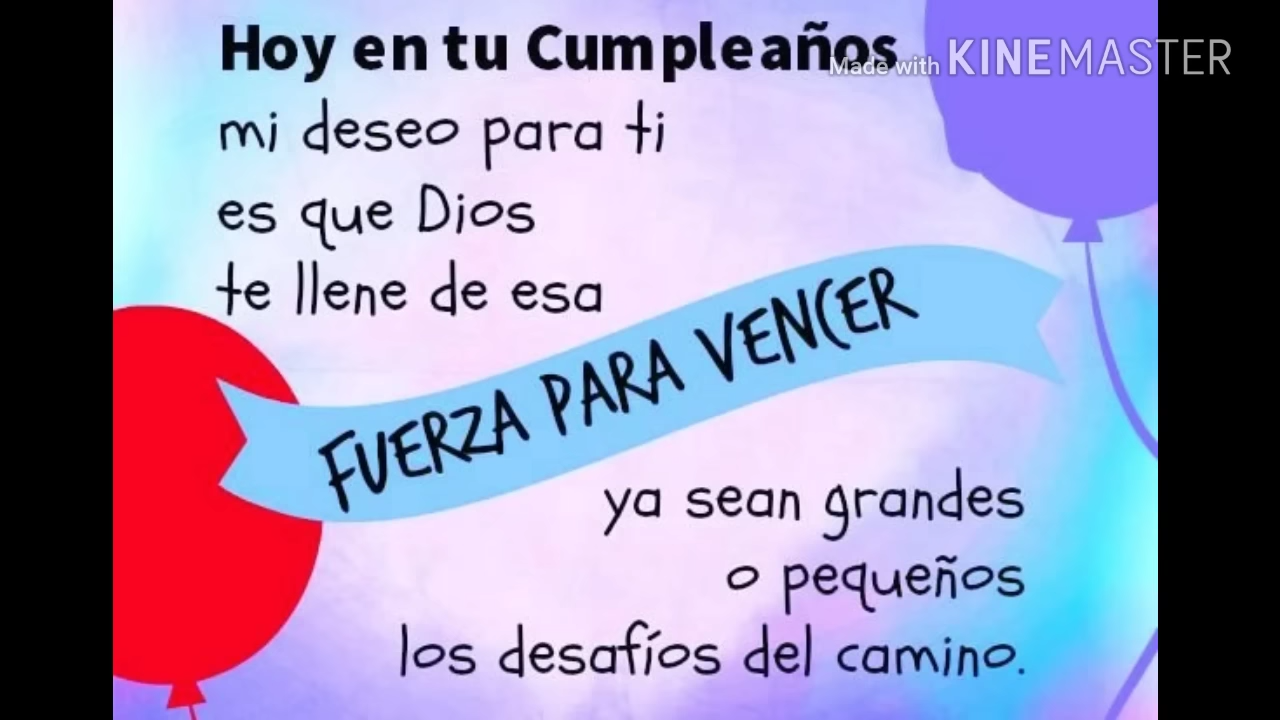 Hoy en tu Cumpleaños
Made with KINEMASTER
mi deseo para ti
es que Dios
te llene de esa
FUERZA PARA VENCER
ya sean grandes
o pequeños
los desafíos del camino.